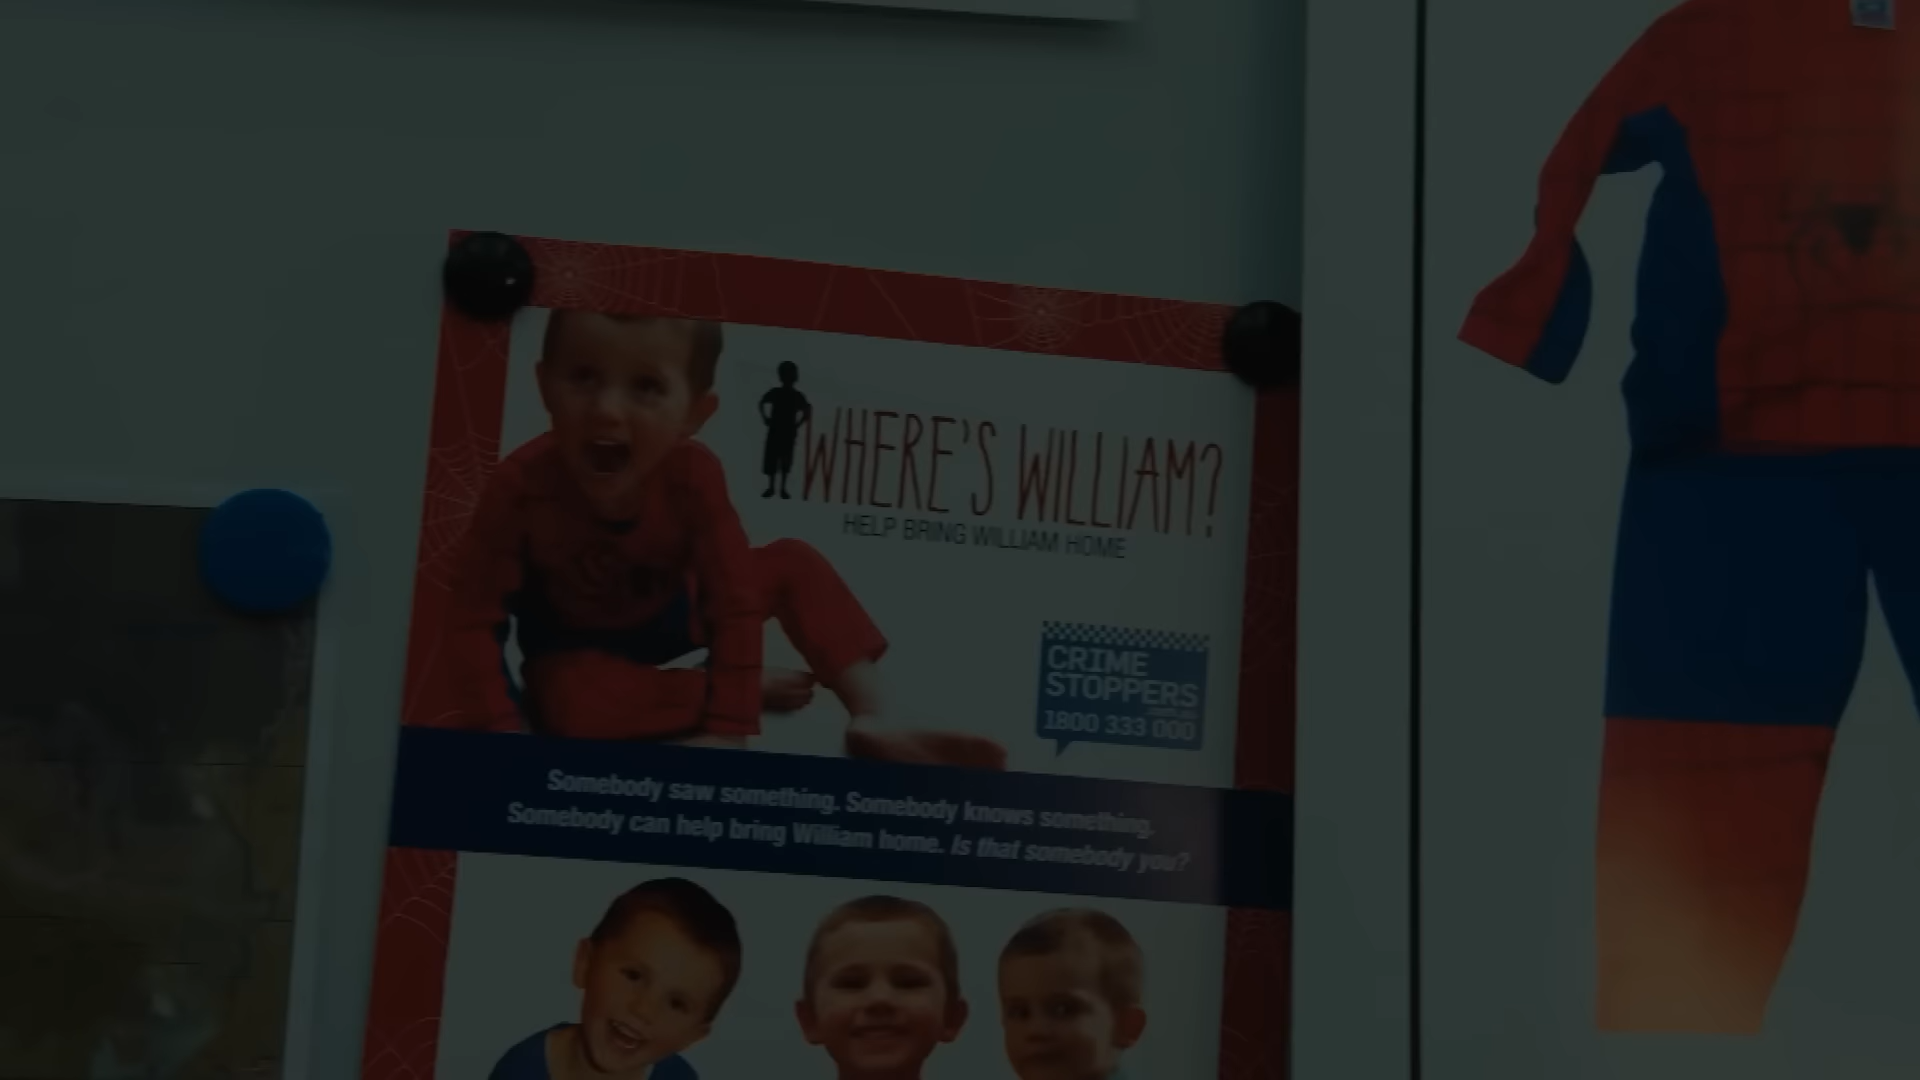 WHERE'S WILLIAM?
HELP BRING WILLIAM HOME
CRIME
STOPPERS
1800 333 000
Somebody saw something. Somebody knows something.
Somebody can help bring William home. Is that somebody you?